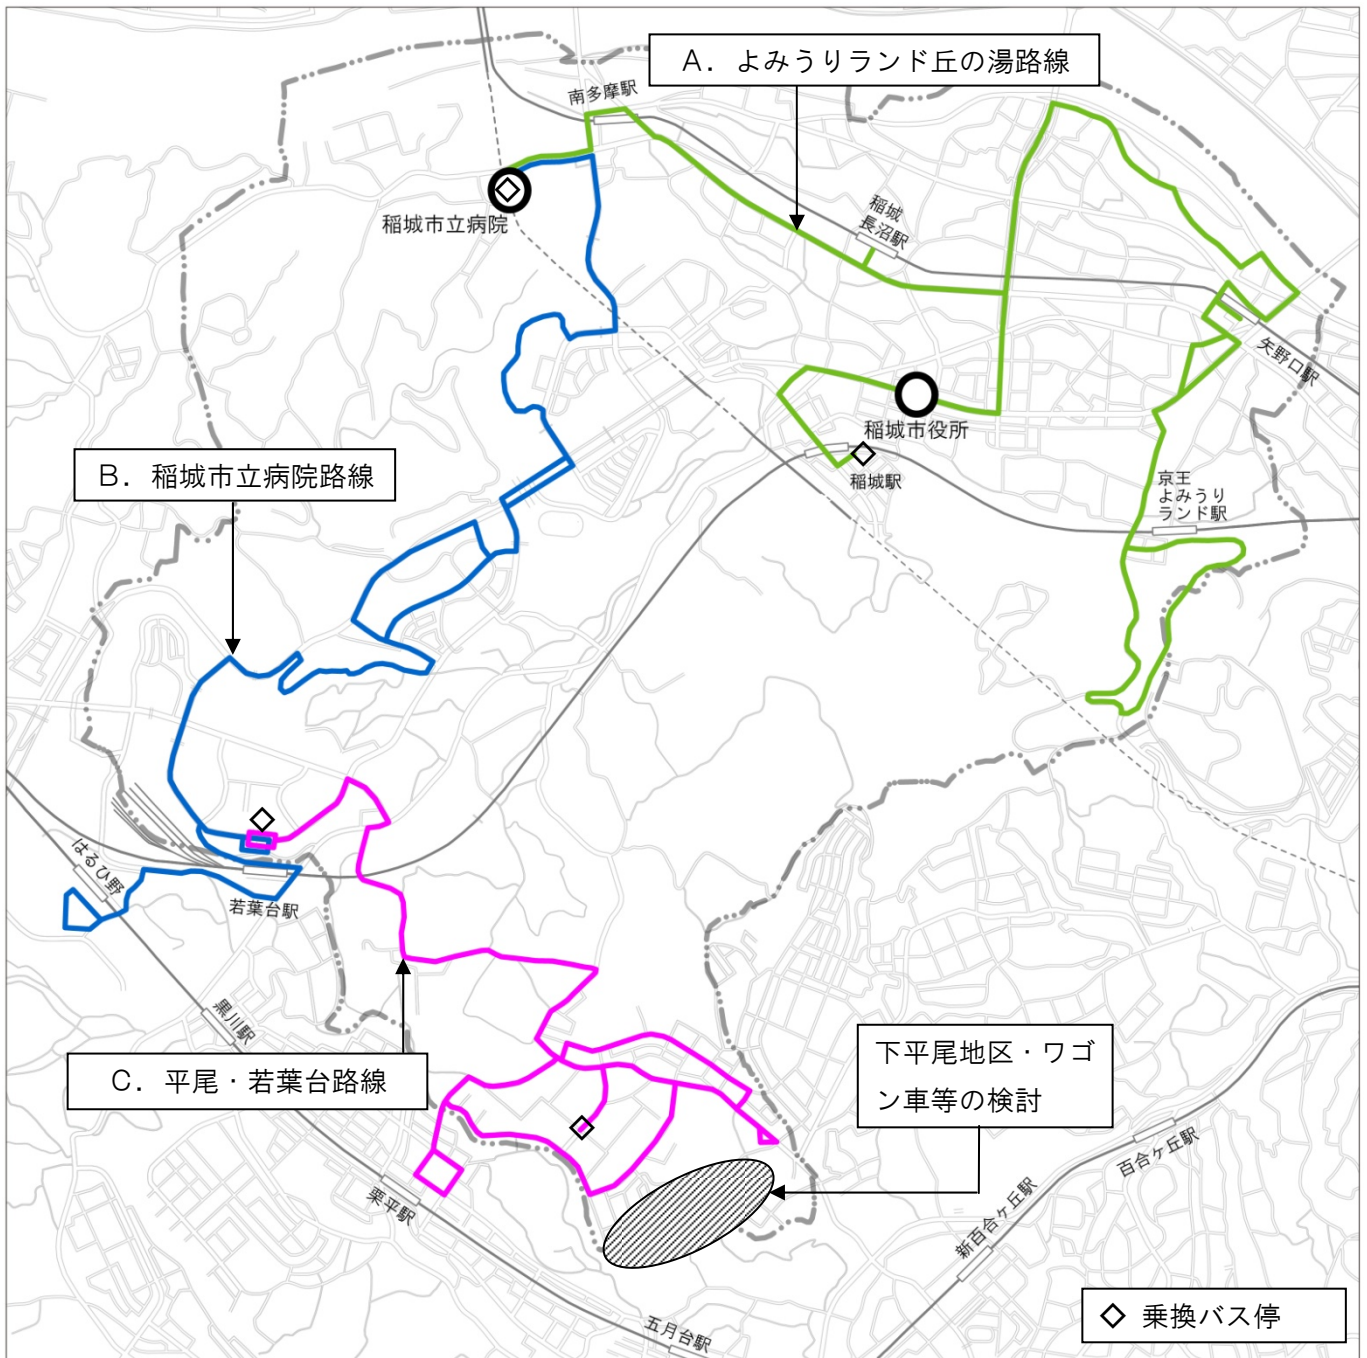 A．よみうりランド丘の湯路線
南多摩駅
稲城市立病院
稲城
長沼駅
矢野口駅
稲城市役所
B．稲城市立病院路線
稲城駅
京王
よみうり
ランド駅
はるひ野
若葉台駅
黒川駅
C．平尾・若葉台路線
下平尾地区・ワゴ
ン車等の検討
百合ヶ丘駅
栗平駅
新百合ヶ丘駅
五月台駅
◇ 乗換バス停